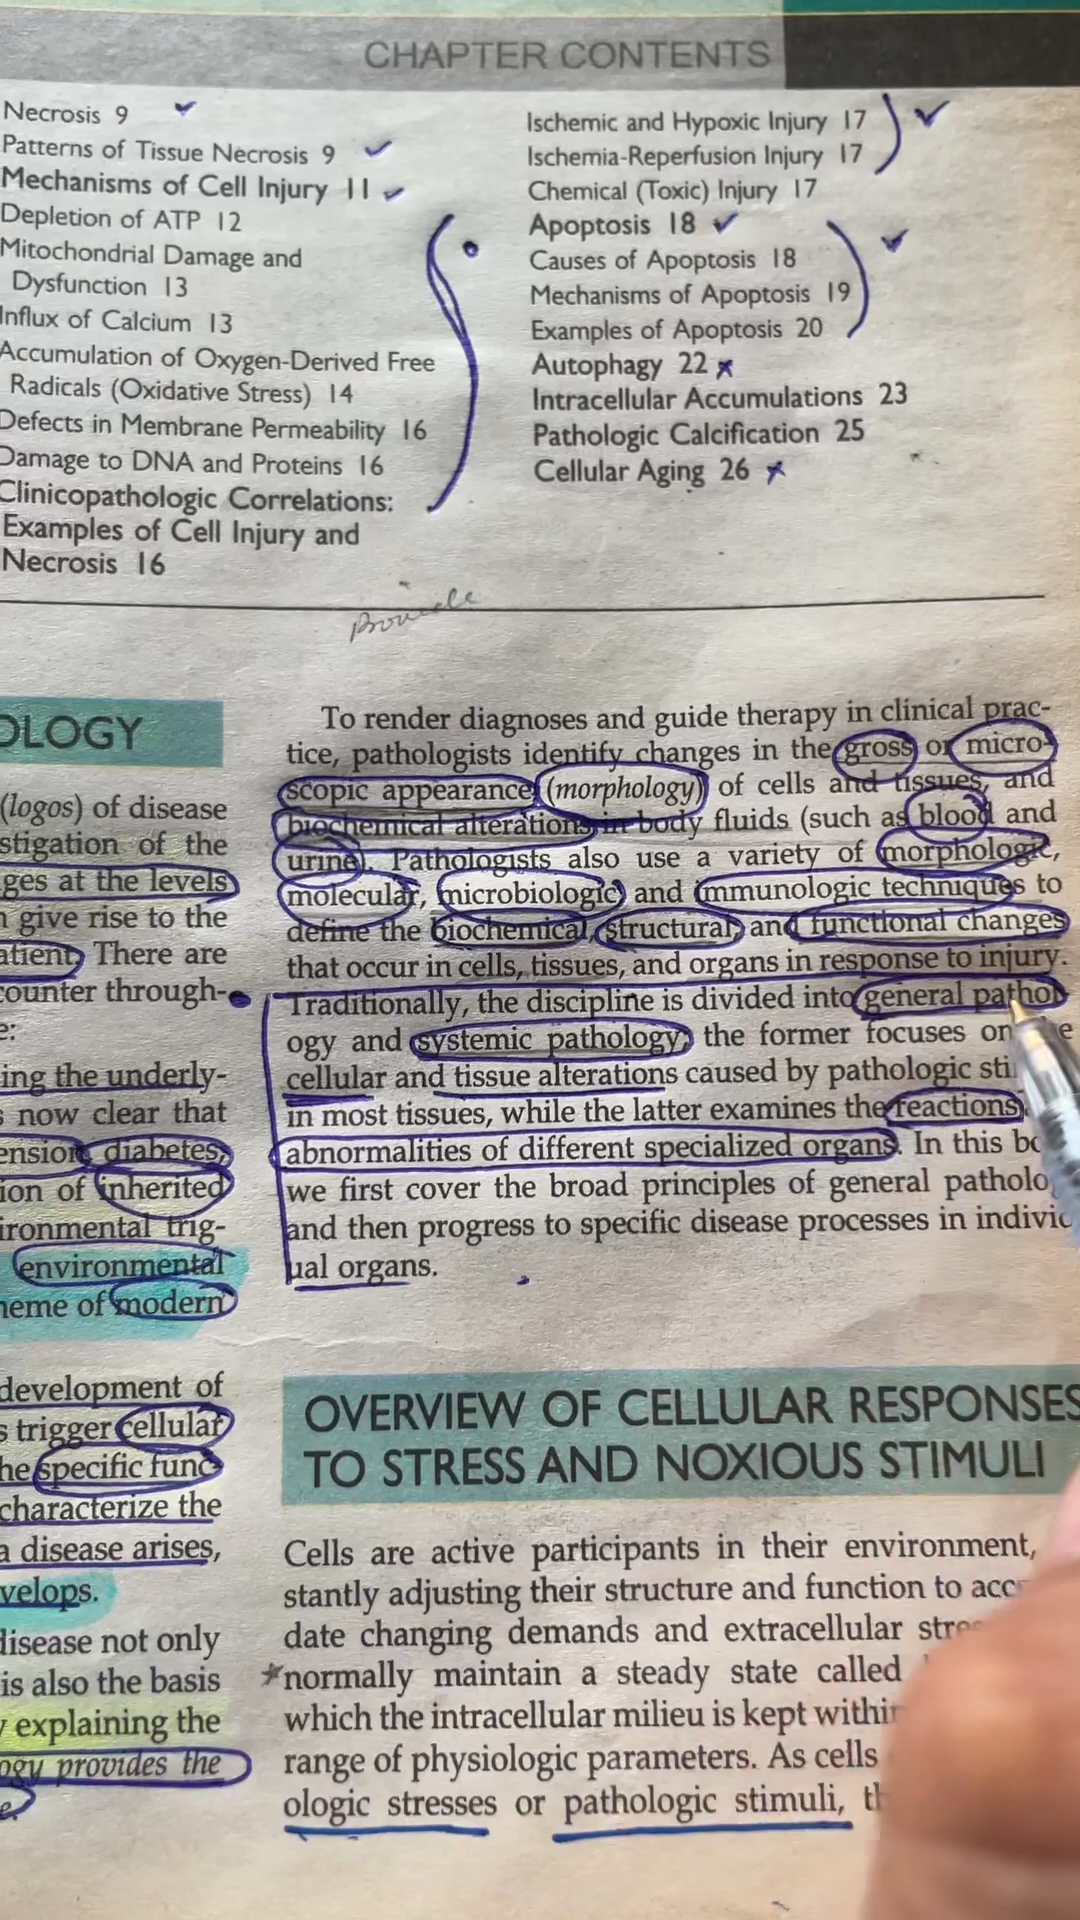 CHAPTER CONTENTS
Necrosis 9
Patterns of Tissue Necrosis 9
Mechanisms of Cell Injury 11
Depletion of ATP 12
Mitochondrial Damage and
Dysfunction 13
Influx of Calcium 13
Accumulation of Oxygen-Derived Free
Radicals (Oxidative Stress) 14
Defects in Membrane Permeability 16
Damage to DNA and Proteins 16
Clinicopathologic Correlations:
Examples of Cell Injury and
Necrosis 16
Ischemic and Hypoxic Injury 17
Ischemia-Reperfusion Injury 17
Chemical (Toxic) Injury 17
Apoptosis 18
Causes of Apoptosis 18
Mechanisms of Apoptosis 19
Examples of Apoptosis 20
Autophagy 22
Intracellular Accumulations 23
Pathologic Calcification 25
Cellular Aging 26
OLOGY
(logos) of disease
stigation of the
ges at the levels
give rise to the
atient. There are
counter through-
e:
ing the underly-
now clear that
ension, diabetes,
ion of inherited
ironmental trig-
environmental
heme of modern
development of
s trigger cellular
he specific func
characterize the
a disease arises,
velops.
disease not only
is also the basis
explaining the
ogy provides the
e.
To render diagnoses and guide therapy in clinical prac-
tice, pathologists identify changes in the gross or micro-
scopic appearance (morphology) of cells and tissues, and
biochemical alterations in body fluids (such as blood and
urine). Pathologists also use a variety of morphologic,
molecular, microbiologic, and immunologic techniques to
define the biochemical, structural, and functional changes
that occur in cells, tissues, and organs in response to injury.
Traditionally, the discipline is divided into general pathol
ogy and systemic pathology; the former focuses on e
cellular and tissue alterations caused by pathologic sti
in most tissues, while the latter examines the reactions
abnormalities of different specialized organs. In this bo
we first cover the broad principles of general patholo
and then progress to specific disease processes in individ
ual organs.
OVERVIEW OF CELLULAR RESPONSES
TO STRESS AND NOXIOUS STIMULI
Cells are active participants in their environment,
stantly adjusting their structure and function to acc
date changing demands and extracellular stre
normally maintain a steady state called
which the intracellular milieu is kept within
range of physiologic parameters. As cells
ologic stresses or pathologic stimuli, th